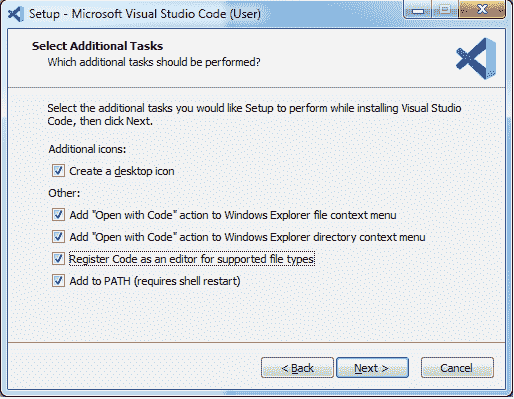 Setup - Microsoft Visual Studio Code (User)
Select Additional Tasks
Which additional tasks should be performed?
Select the additional tasks you would like Setup to perform while installing Visual Studio
Code, then click Next.
Additional icons:
Create a desktop icon
Other:
Add "Open with Code" action to Windows Explorer file context menu
Add "Open with Code" action to Windows Explorer directory context menu
Register Code as an editor for supported file types
Add to PATH (requires shell restart)
< Back Next > Cancel